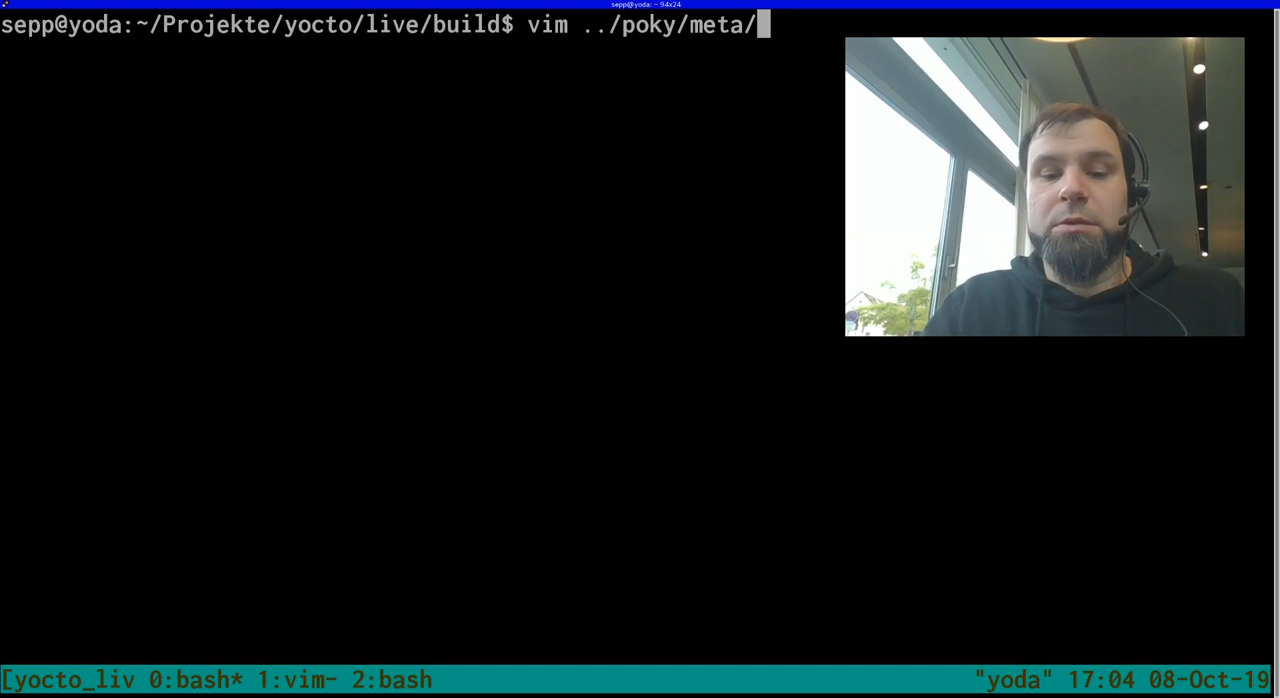 sepp@yoda: ~ 94x24
sepp@yoda:~/Projekte/yocto/live/build$ vim ../poky/meta/
[yocto_liv 0:bash* 1:vim- 2:bash "yoda" 17:04 08-Oct-19